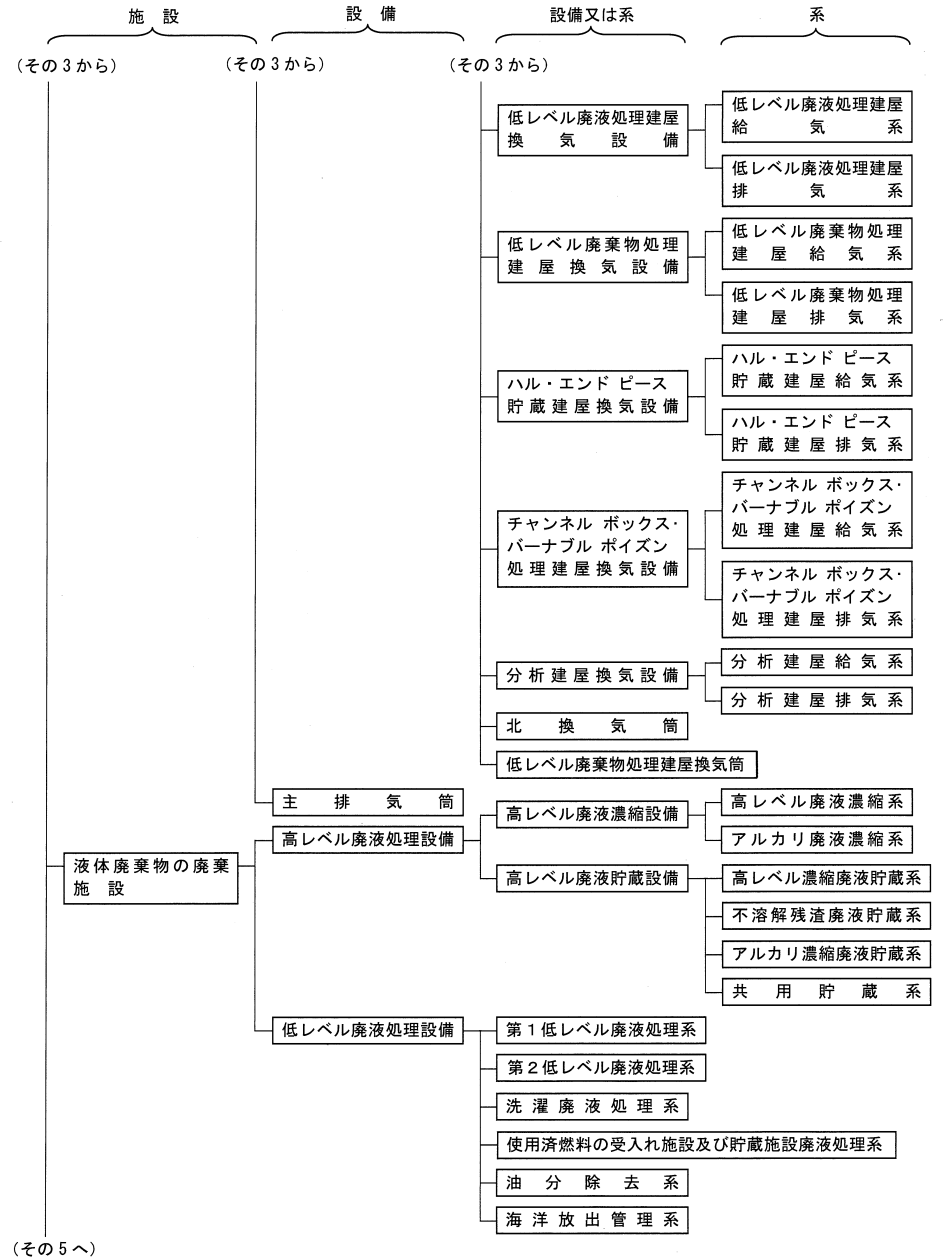 施設
設備
設備又は系
系
(その3から)
(その3から)
(その3から)
低レベル廃液処理建屋
換気設備
低レベル廃液処理建屋
給気系
低レベル廃液処理建屋
排気系
低レベル廃棄物処理
建屋換気設備
低レベル廃棄物処理
建屋給気系
低レベル廃棄物処理
建屋排気系
ハル・エンド ピース
貯蔵建屋換気設備
ハル・エンド ピース
貯蔵建屋給気系
ハル・エンド ピース
貯蔵建屋排気系
チャンネル ボックス・
バーナブル ポイズン
処理建屋換気設備
チャンネル ボックス・
バーナブル ポイズン
処理建屋給気系
チャンネル ボックス・
バーナブル ポイズン
処理建屋排気系
分析建屋換気設備
分析建屋給気系
分析建屋排気系
北換気筒
低レベル廃棄物処理建屋換気筒
主排気筒
液体廃棄物の廃棄
施設
高レベル廃液処理設備
高レベル廃液濃縮設備
高レベル廃液濃縮系
アルカリ廃液濃縮系
高レベル廃液貯蔵設備
高レベル濃縮廃液貯蔵系
不溶解残渣廃液貯蔵系
アルカリ濃縮廃液貯蔵系
共用貯蔵系
低レベル廃液処理設備
第1低レベル廃液処理系
第2低レベル廃液処理系
洗濯廃液処理系
使用済燃料の受入れ施設及び貯蔵施設廃液処理系
油分除去系
海洋放出管理系
(その5へ)